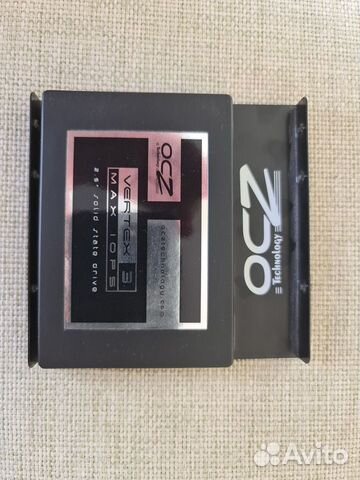 OCZ
Technology
OCZ
ocztechnology.com
VERTEX 3
MAX IOPS
2.5" solid state drive
Avito